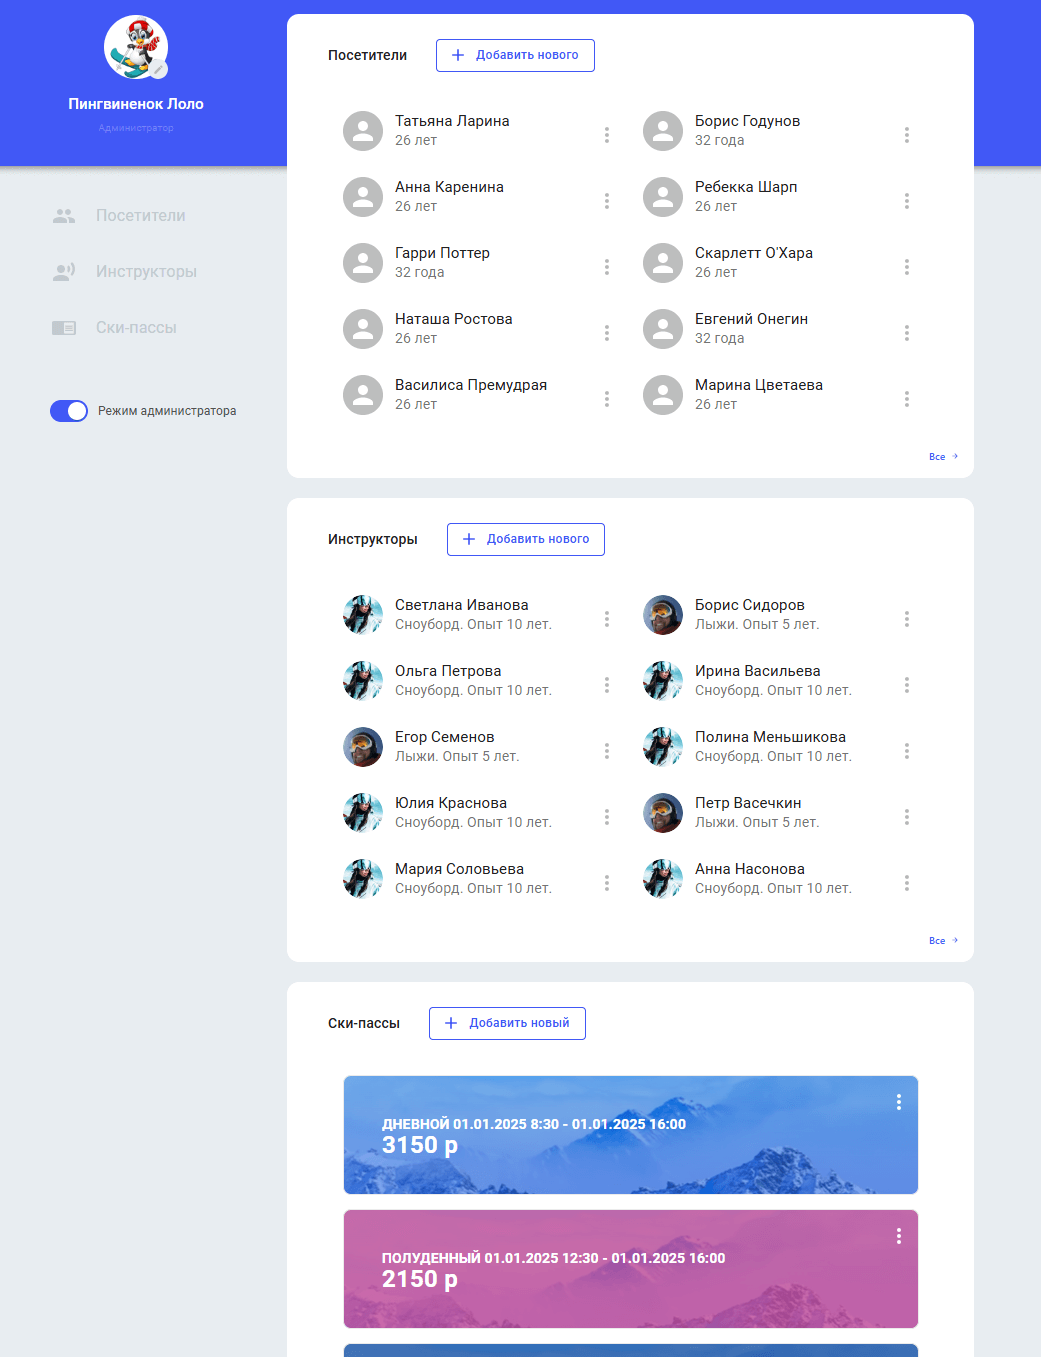 Пингвиненок Лоло
Администратор
Посетители
Инструкторы
Ски-пассы
Режим администратора
Посетители
Добавить нового
Татьяна Ларина
26 лет
Борис Годунов
32 года
Анна Каренина
26 лет
Ребекка Шарп
26 лет
Гарри Поттер
32 года
Скарлетт О'Хара
26 лет
Наташа Ростова
26 лет
Евгений Онегин
32 года
Василиса Премудрая
26 лет
Марина Цветаева
26 лет
Все
Инструкторы
Добавить нового
Светлана Иванова
Сноуборд. Опыт 10 лет.
Борис Сидоров
Лыжи. Опыт 5 лет.
Ольга Петрова
Сноуборд. Опыт 10 лет.
Ирина Васильева
Сноуборд. Опыт 10 лет.
Егор Семенов
Лыжи. Опыт 5 лет.
Полина Меньшикова
Сноуборд. Опыт 10 лет.
Юлия Краснова
Сноуборд. Опыт 10 лет.
Петр Васечкин
Лыжи. Опыт 5 лет.
Мария Соловьева
Сноуборд. Опыт 10 лет.
Анна Насонова
Сноуборд. Опыт 10 лет.
Все
Ски-пассы
Добавить новый
ДНЕВНОЙ 01.01.2025 8:30 - 01.01.2025 16:00
3150 р
ПОЛУДЕННЫЙ 01.01.2025 12:30 - 01.01.2025 16:00
2150 р